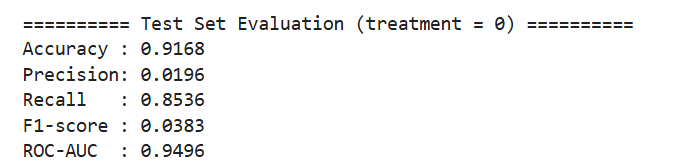 ========== Test Set Evaluation (treatment = 0) ==========
Accuracy : 0.9168
Precision: 0.0196
Recall   : 0.8536
F1-score : 0.0383
ROC-AUC  : 0.9496